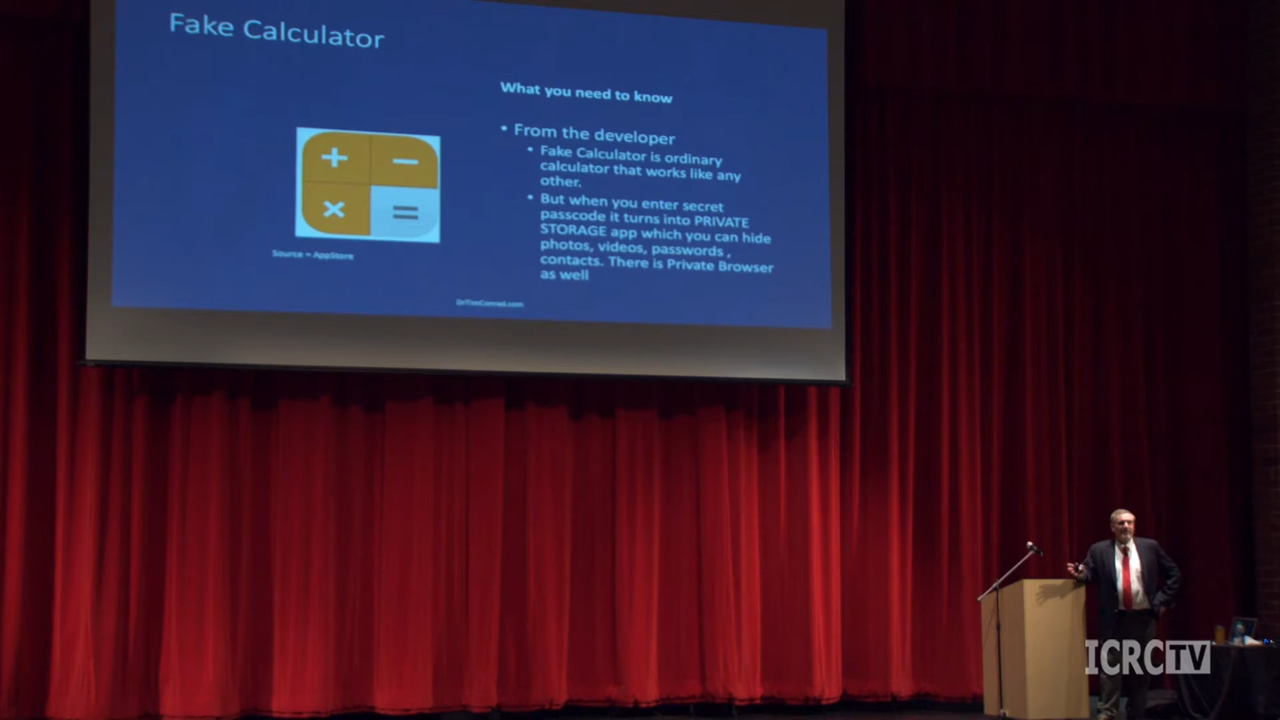 Fake Calculator
What you need to know
• From the developer
• Fake Calculator is ordinary
calculator that works like any
other.
• But when you enter secret
passcode it turns into PRIVATE
STORAGE app which you can hide
photos, videos, passwords ,
contacts. There is Private Browser
as well
+ −
× =
Source = AppStore
DrTimConrad.com
ICRCTV